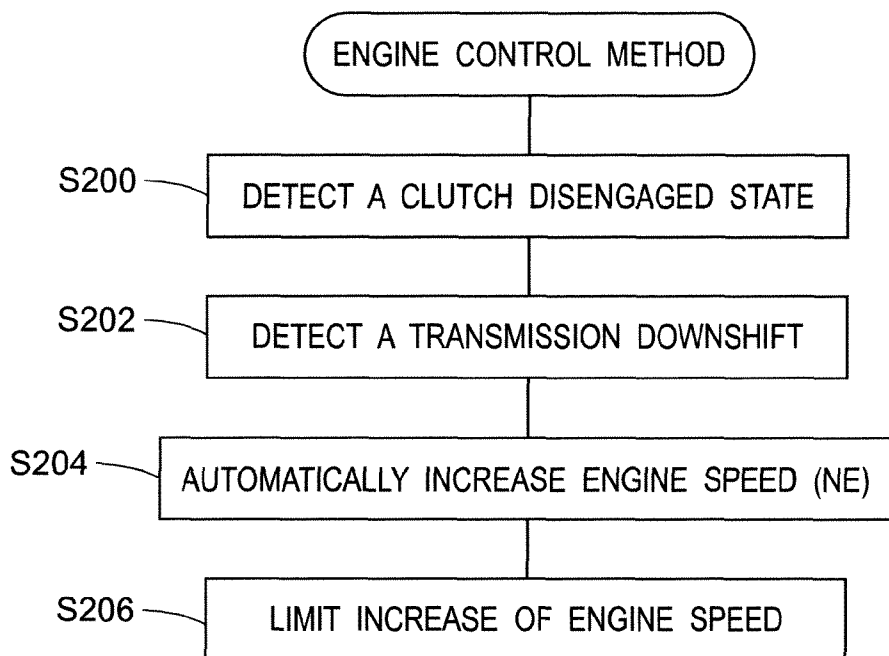 ENGINE CONTROL METHOD
S200
DETECT A CLUTCH DISENGAGED STATE
S202
DETECT A TRANSMISSION DOWNSHIFT
S204
AUTOMATICALLY INCREASE ENGINE SPEED (NE)
S206
LIMIT INCREASE OF ENGINE SPEED